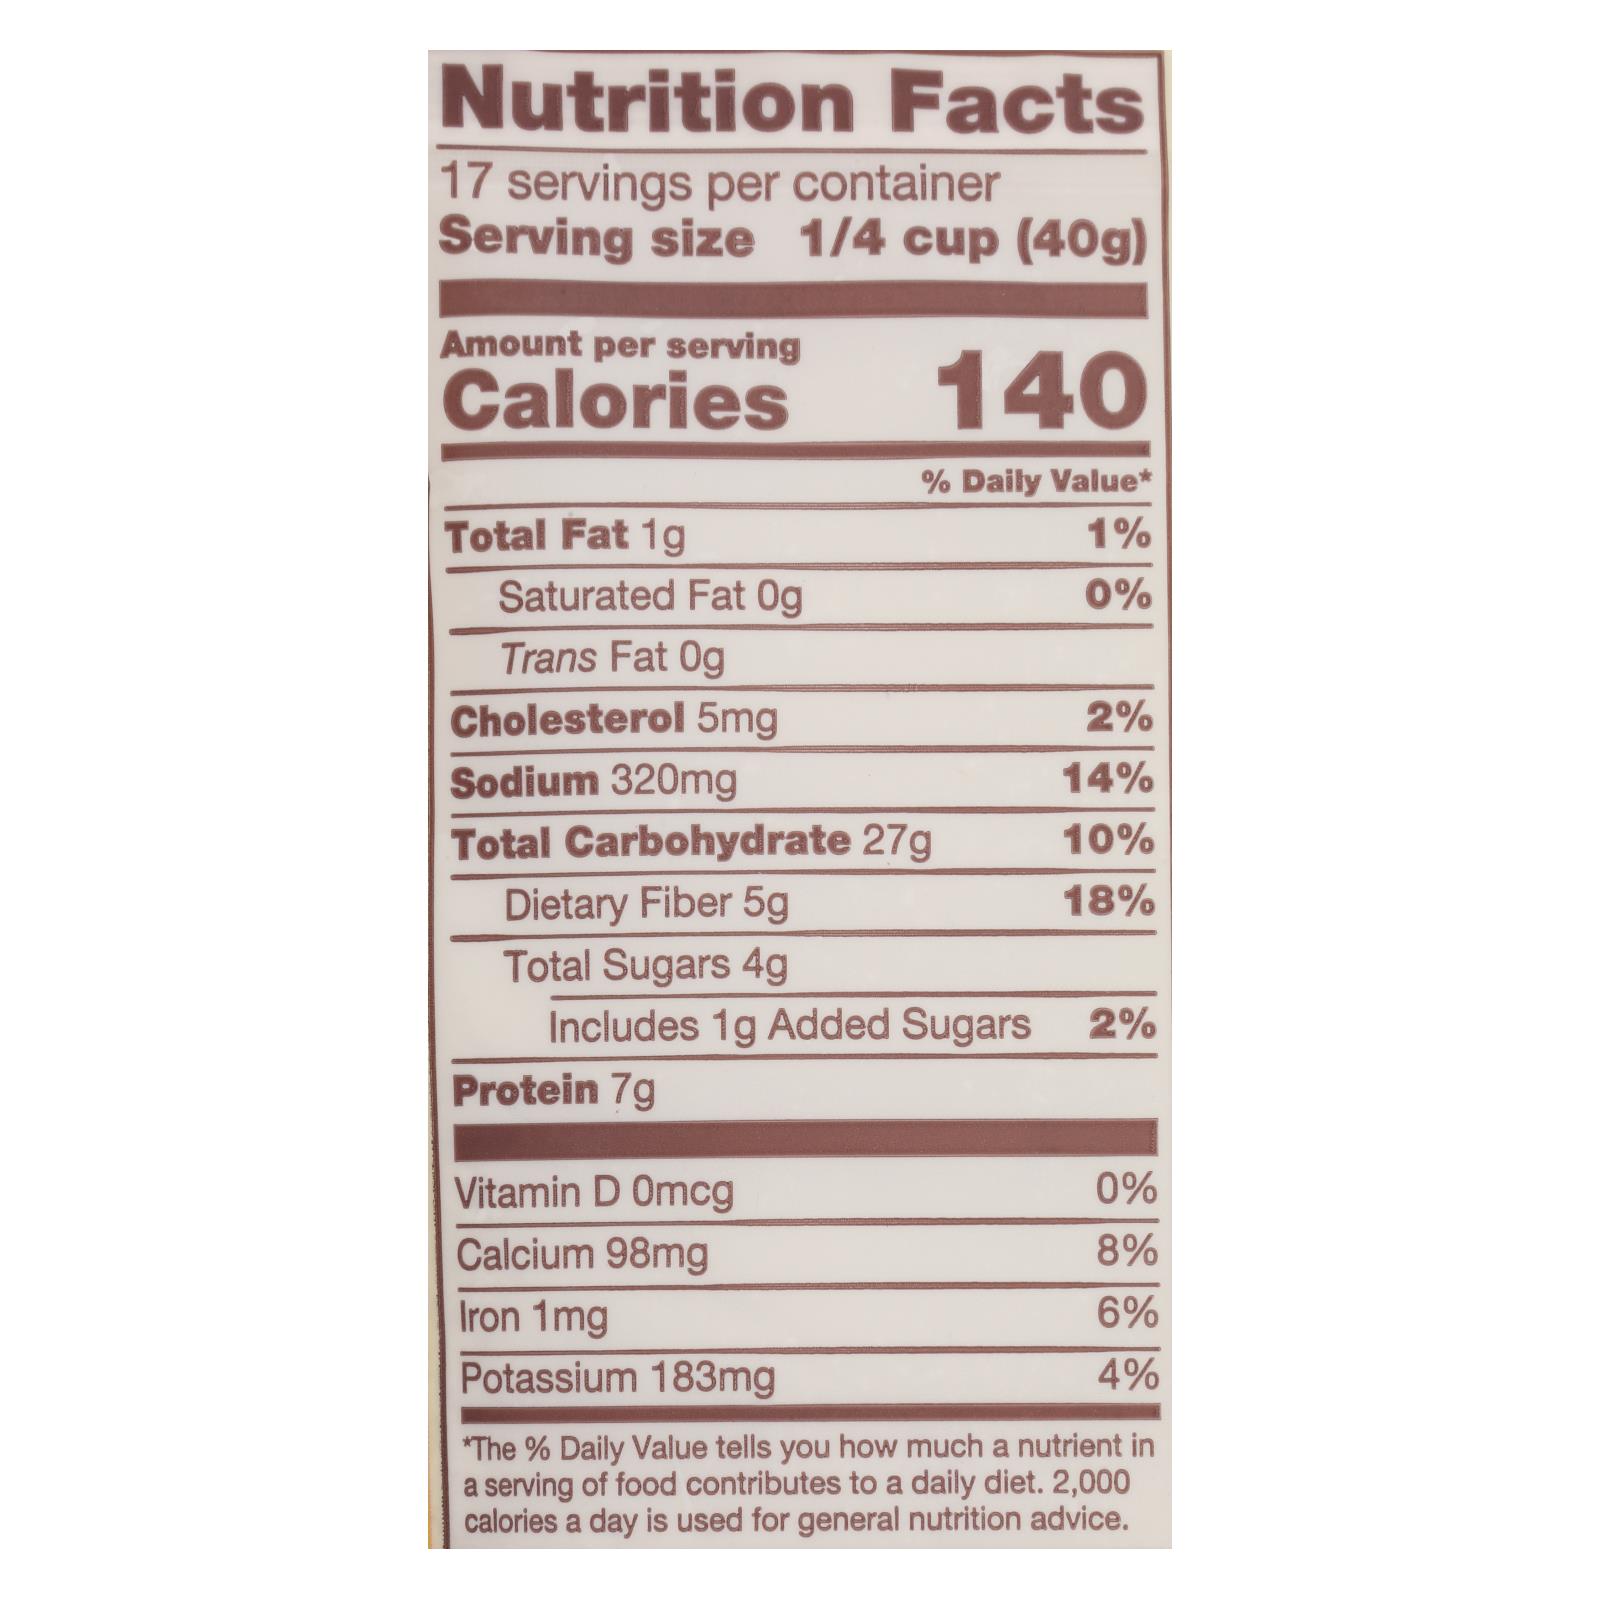 Nutrition Facts
17 servings per container
Serving size 1/4 cup (40g)
Amount per serving
Calories 140
% Daily Value*
Total Fat 1g 1%
Saturated Fat 0g 0%
Trans Fat 0g
Cholesterol 5mg 2%
Sodium 320mg 14%
Total Carbohydrate 27g 10%
Dietary Fiber 5g 18%
Total Sugars 4g
Includes 1g Added Sugars 2%
Protein 7g
Vitamin D 0mcg 0%
Calcium 98mg 8%
Iron 1mg 6%
Potassium 183mg 4%
*The % Daily Value tells you how much a nutrient in
a serving of food contributes to a daily diet. 2,000
calories a day is used for general nutrition advice.